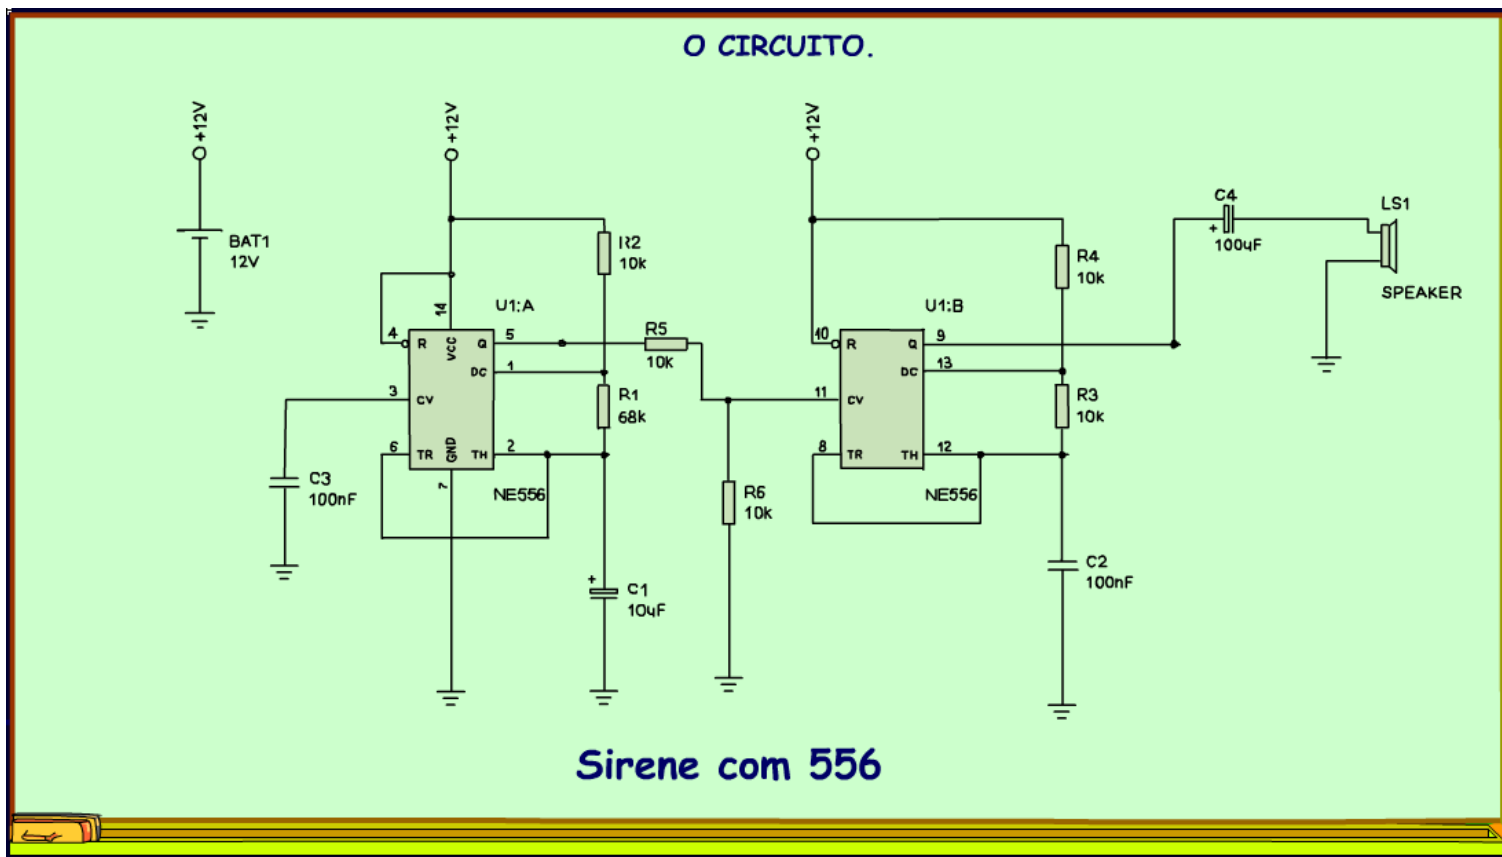 O CIRCUITO.
+12V
+12V
+12V
BAT1
12V
R2
10k
U1:A
14
4
R
VCC
Q
5
DC
1
3
CV
6
TR
GND
TH
2
7
NE556
R1
68k
C3
100nF
C1
10uF
+
R5
10k
R6
10k
U1:B
10
R
Q
9
DC
13
11
CV
8
TR
TH
12
NE556
R4
10k
R3
10k
C2
100nF
C4
+
100uF
LS1
SPEAKER
Sirene com 556